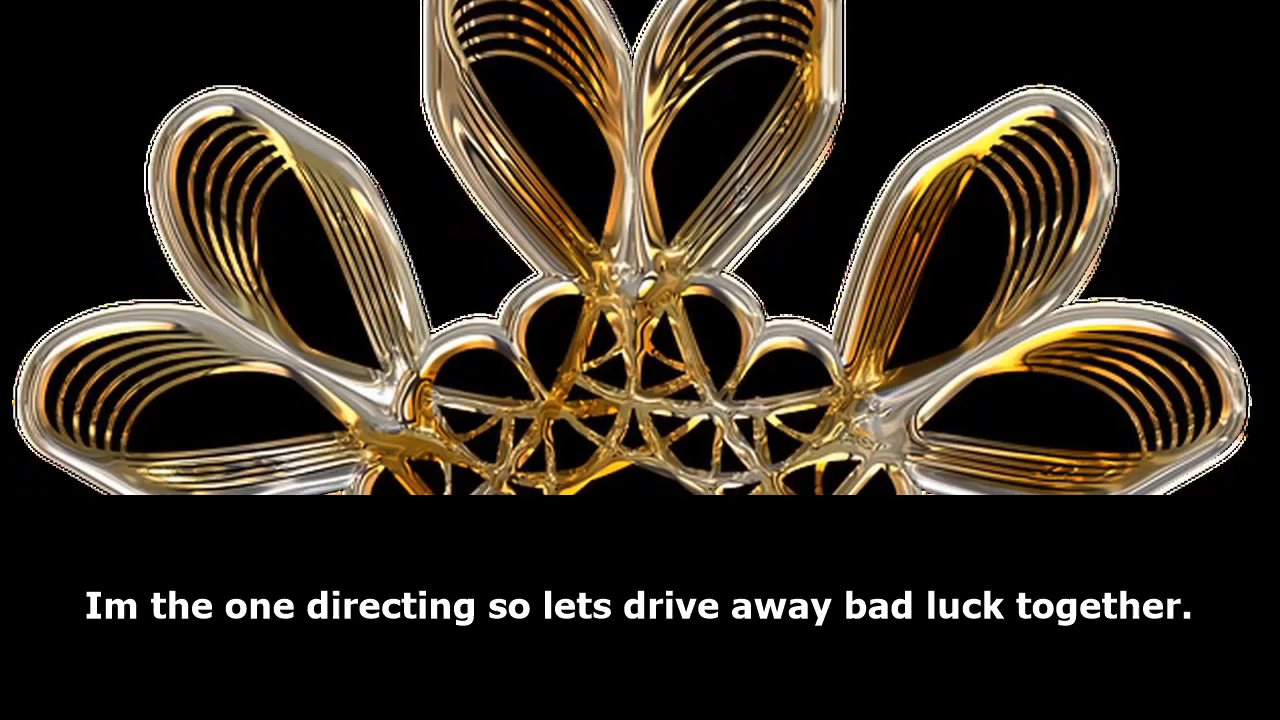 Im the one directing so lets drive away bad luck together.